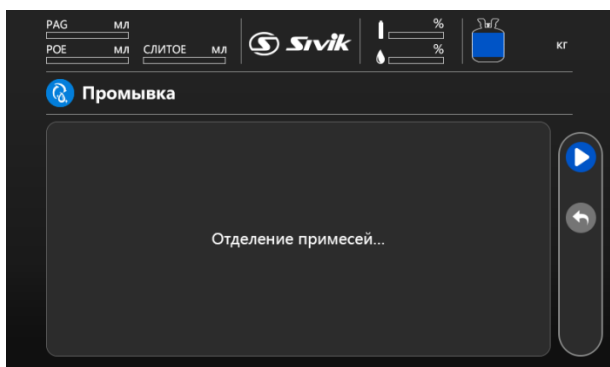 PAG мл
POE мл СЛИТОЕ мл
Sivik
%
%
кг
Промывка
Отделение примесей...